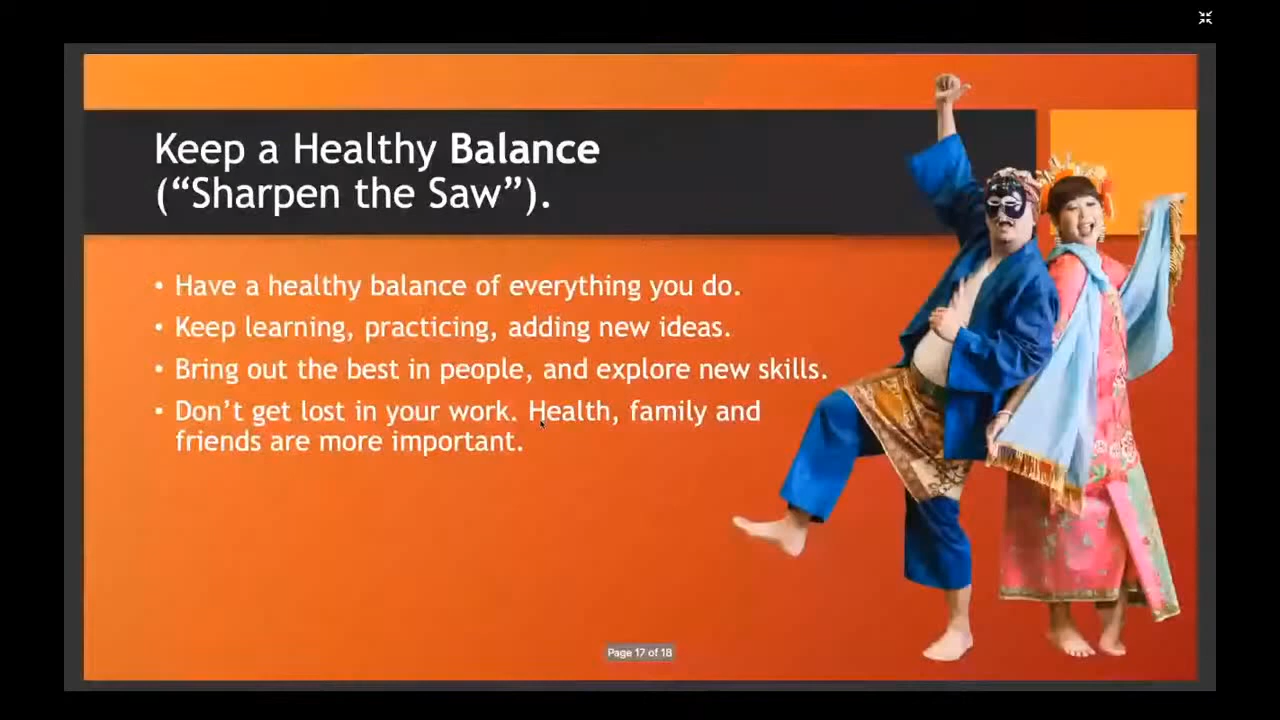 Keep a Healthy Balance
(“Sharpen the Saw”).
• Have a healthy balance of everything you do.
• Keep learning, practicing, adding new ideas.
• Bring out the best in people, and explore new skills.
• Don’t get lost in your work. Health, family and
friends are more important.
Page 17 of 18